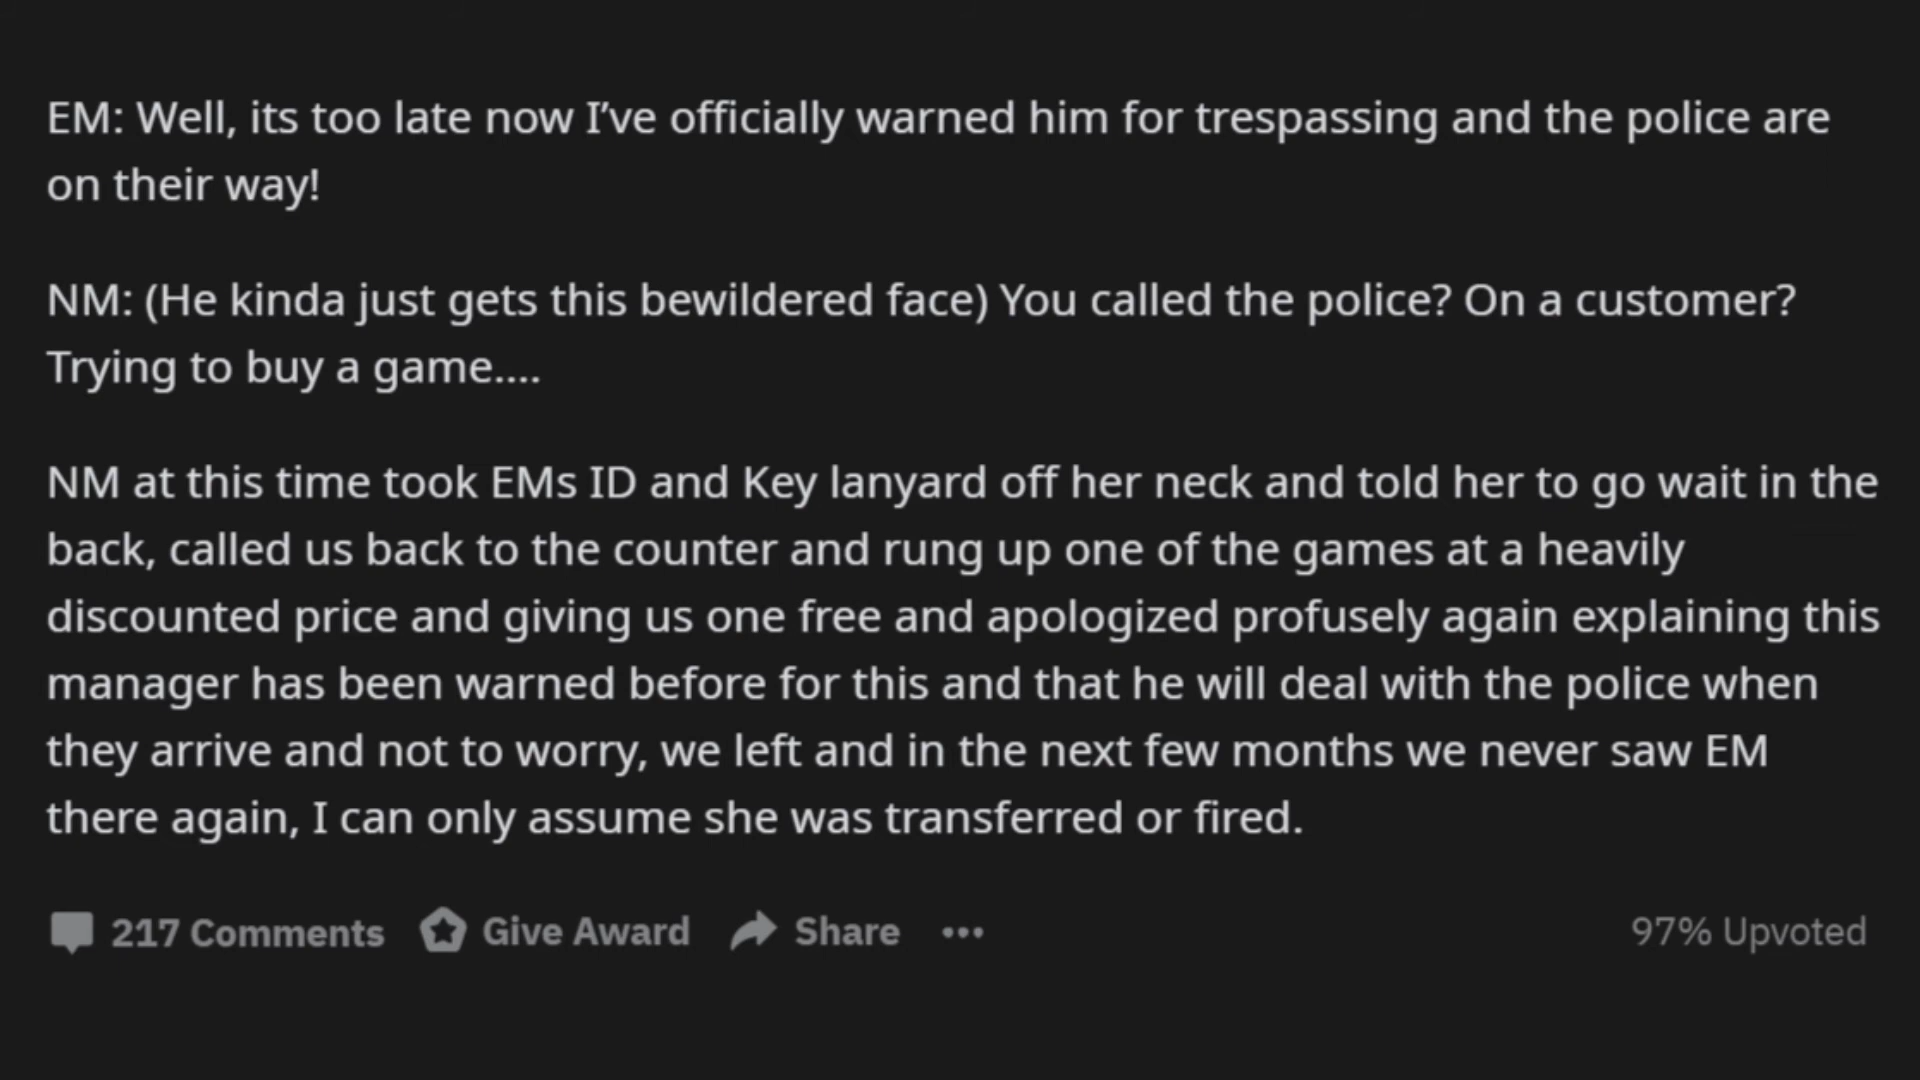 EM: Well, its too late now I’ve officially warned him for trespassing and the police are
on their way!
NM: (He kinda just gets this bewildered face) You called the police? On a customer?
Trying to buy a game....
NM at this time took EMs ID and Key lanyard off her neck and told her to go wait in the
back, called us back to the counter and rung up one of the games at a heavily
discounted price and giving us one free and apologized profusely again explaining this
manager has been warned before for this and that he will deal with the police when
they arrive and not to worry, we left and in the next few months we never saw EM
there again, I can only assume she was transferred or fired.
217 Comments Give Award Share ••• 97% Upvoted